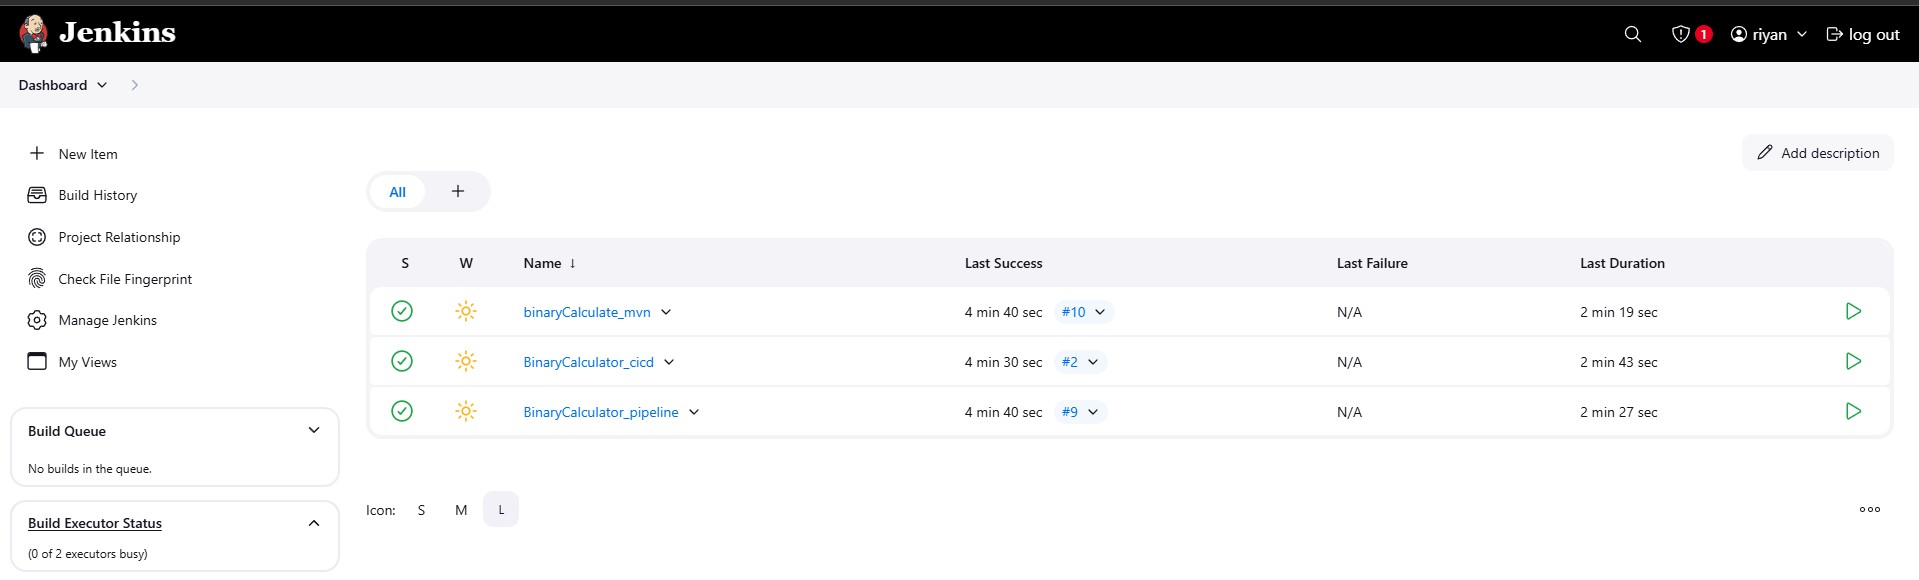 Jenkins
1
riyan
log out
Dashboard
New Item
Build History
Project Relationship
Check File Fingerprint
Manage Jenkins
My Views
Build Queue
No builds in the queue.
Build Executor Status
(0 of 2 executors busy)
Add description
All +
S W Name ↓ Last Success Last Failure Last Duration
binaryCalculate_mvn 4 min 40 sec #10 N/A 2 min 19 sec
BinaryCalculator_cicd 4 min 30 sec #2 N/A 2 min 43 sec
BinaryCalculator_pipeline 4 min 40 sec #9 N/A 2 min 27 sec
Icon: S M L